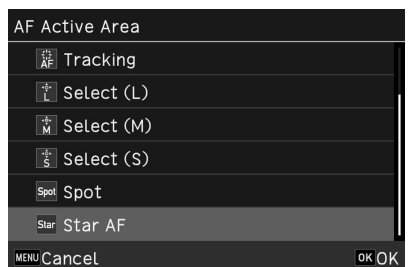 AF Active Area
AF Tracking
L Select (L)
M Select (M)
S Select (S)
Spot Spot
Star Star AF
MENU Cancel OK OK